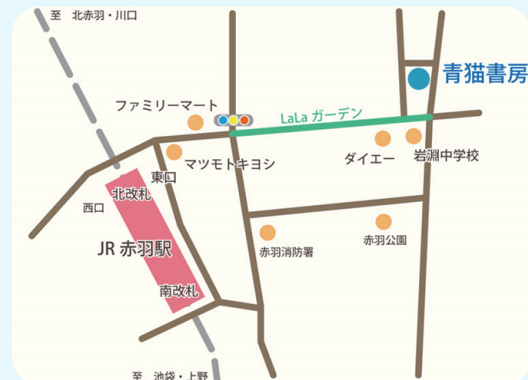 至　北赤羽・川口
青猫書房
ファミリーマート
LaLa ガーデン
マツモトキヨシ
ダイエー
岩淵中学校
東口
北改札
西口
JR 赤羽駅
赤羽消防署
赤羽公園
南改札
至　池袋・上野